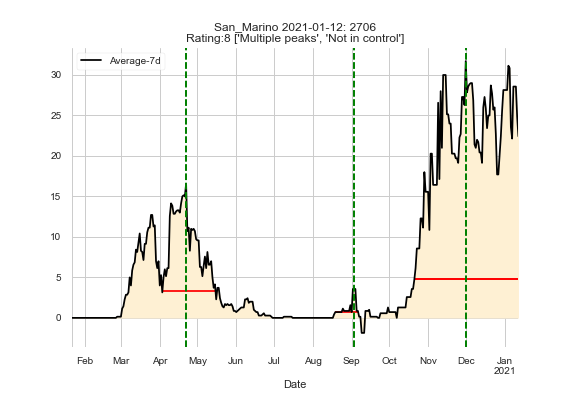 San_Marino 2021-01-12: 2706
Rating:8 ['Multiple peaks', 'Not in control']
Average-7d
30
25
20
15
10
5
0
Feb Mar Apr May Jun Jul Aug Sep Oct Nov Dec Jan
2021
Date